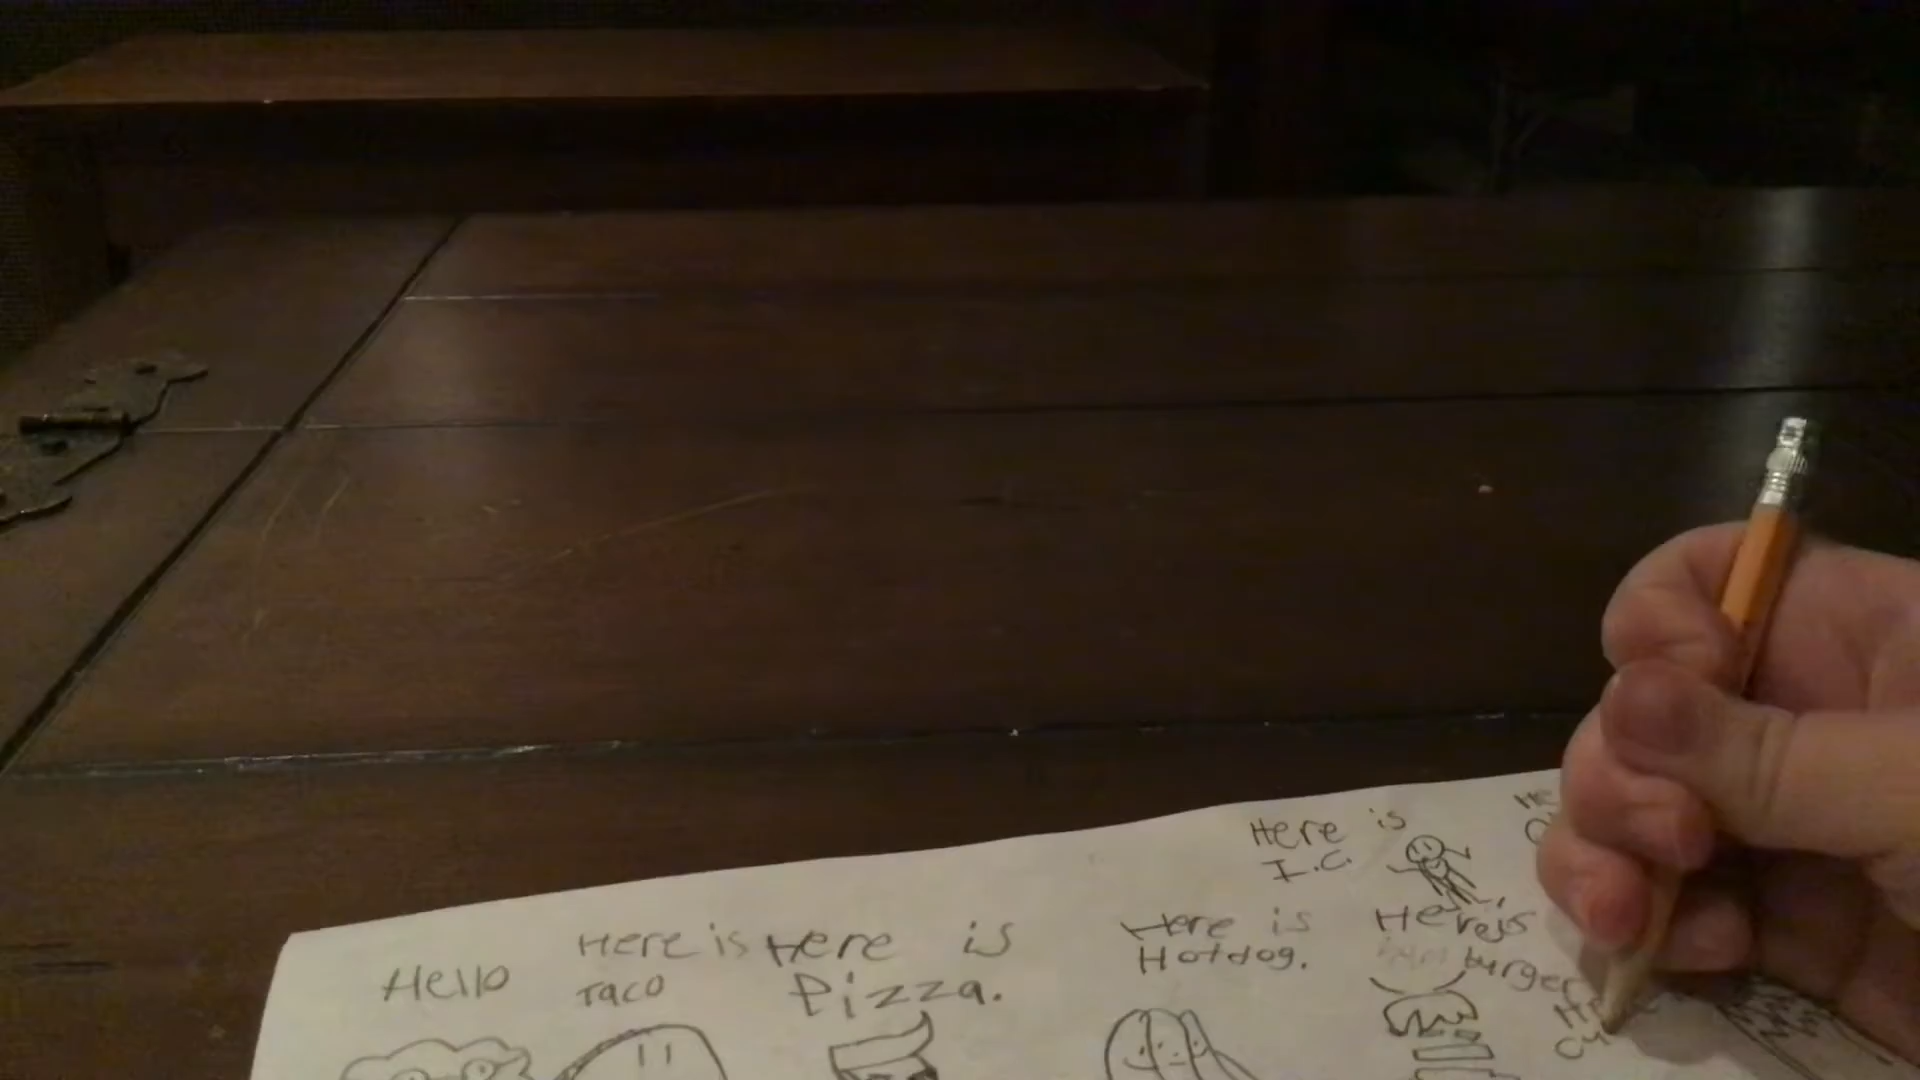 Here is
I.C.
Hello
Here is
Taco
Here is
Pizza.
Here is
Hotdog.
Here is
burger